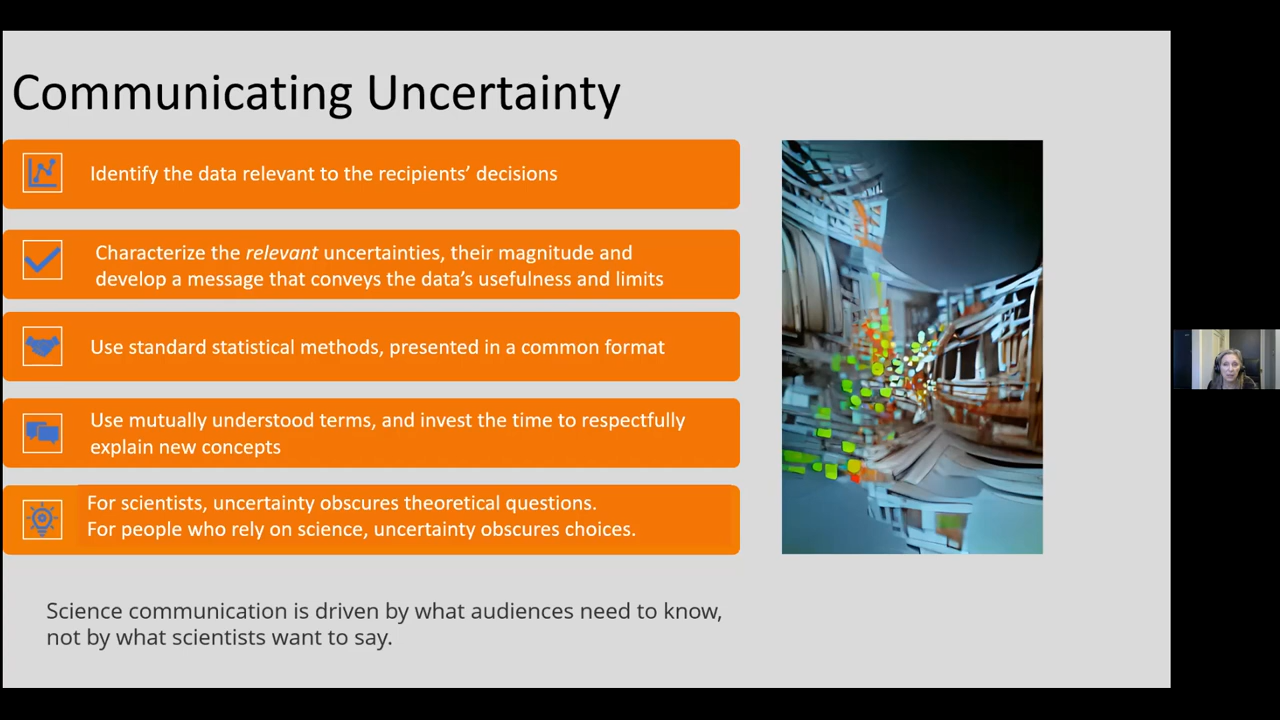 Communicating Uncertainty
Identify the data relevant to the recipients’ decisions
Characterize the relevant uncertainties, their magnitude and
develop a message that conveys the data’s usefulness and limits
Use standard statistical methods, presented in a common format
Use mutually understood terms, and invest the time to respectfully
explain new concepts
For scientists, uncertainty obscures theoretical questions.
For people who rely on science, uncertainty obscures choices.
Science communication is driven by what audiences need to know,
not by what scientists want to say.